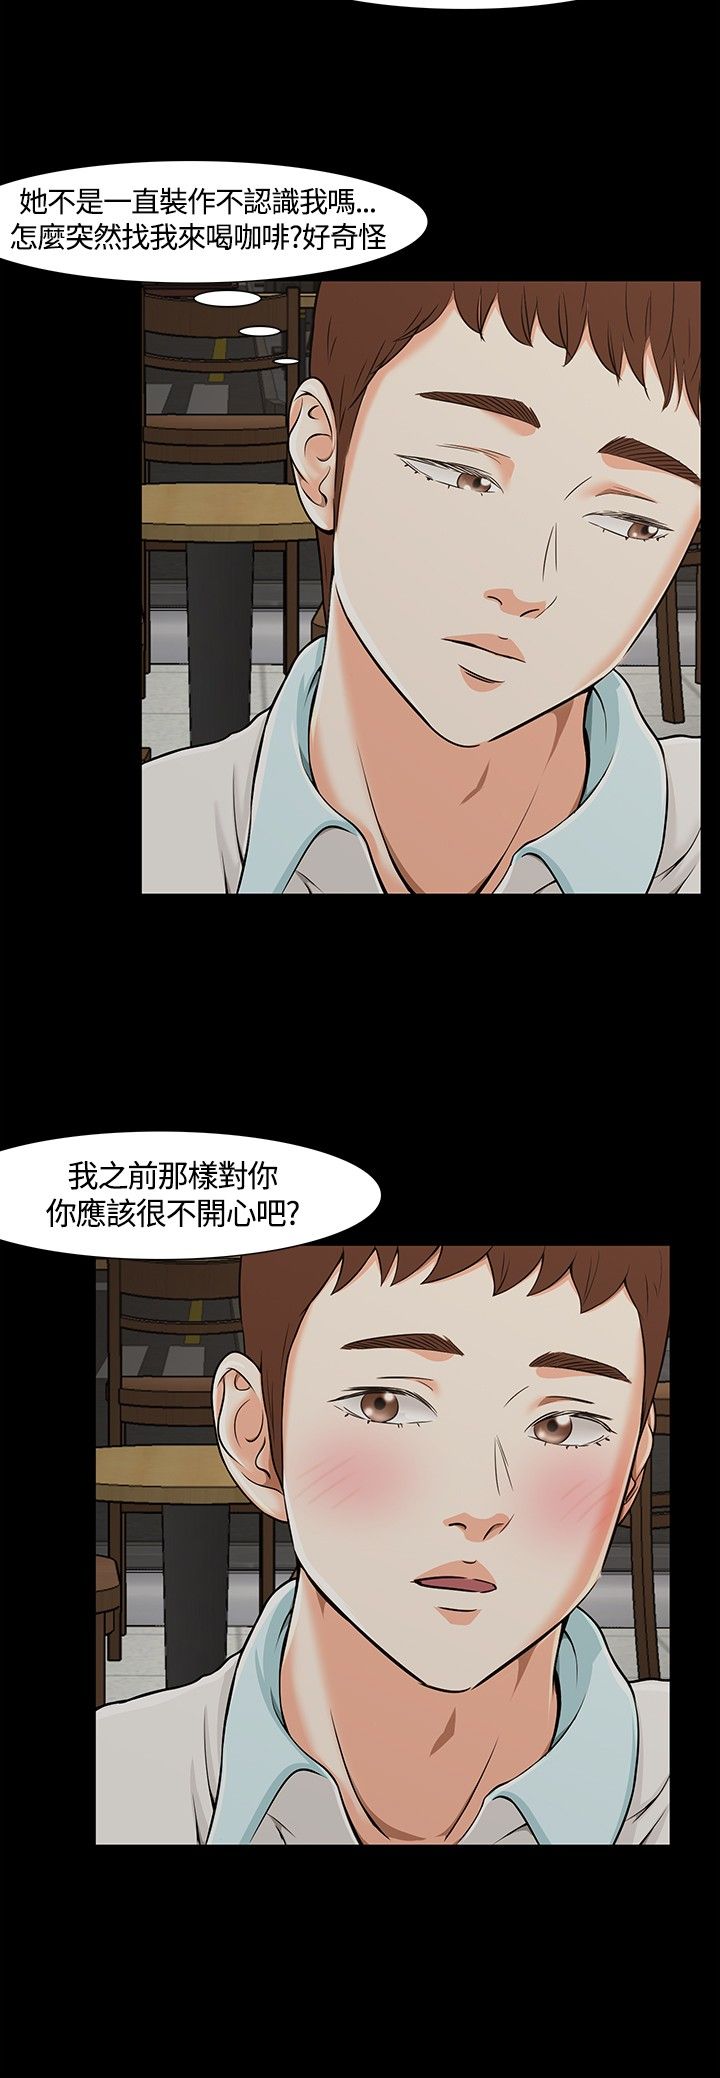 她不是一直裝作不認識我嗎...
怎麼突然找我來喝咖啡?好奇怪
我之前那樣對你
你應該很不開心吧?